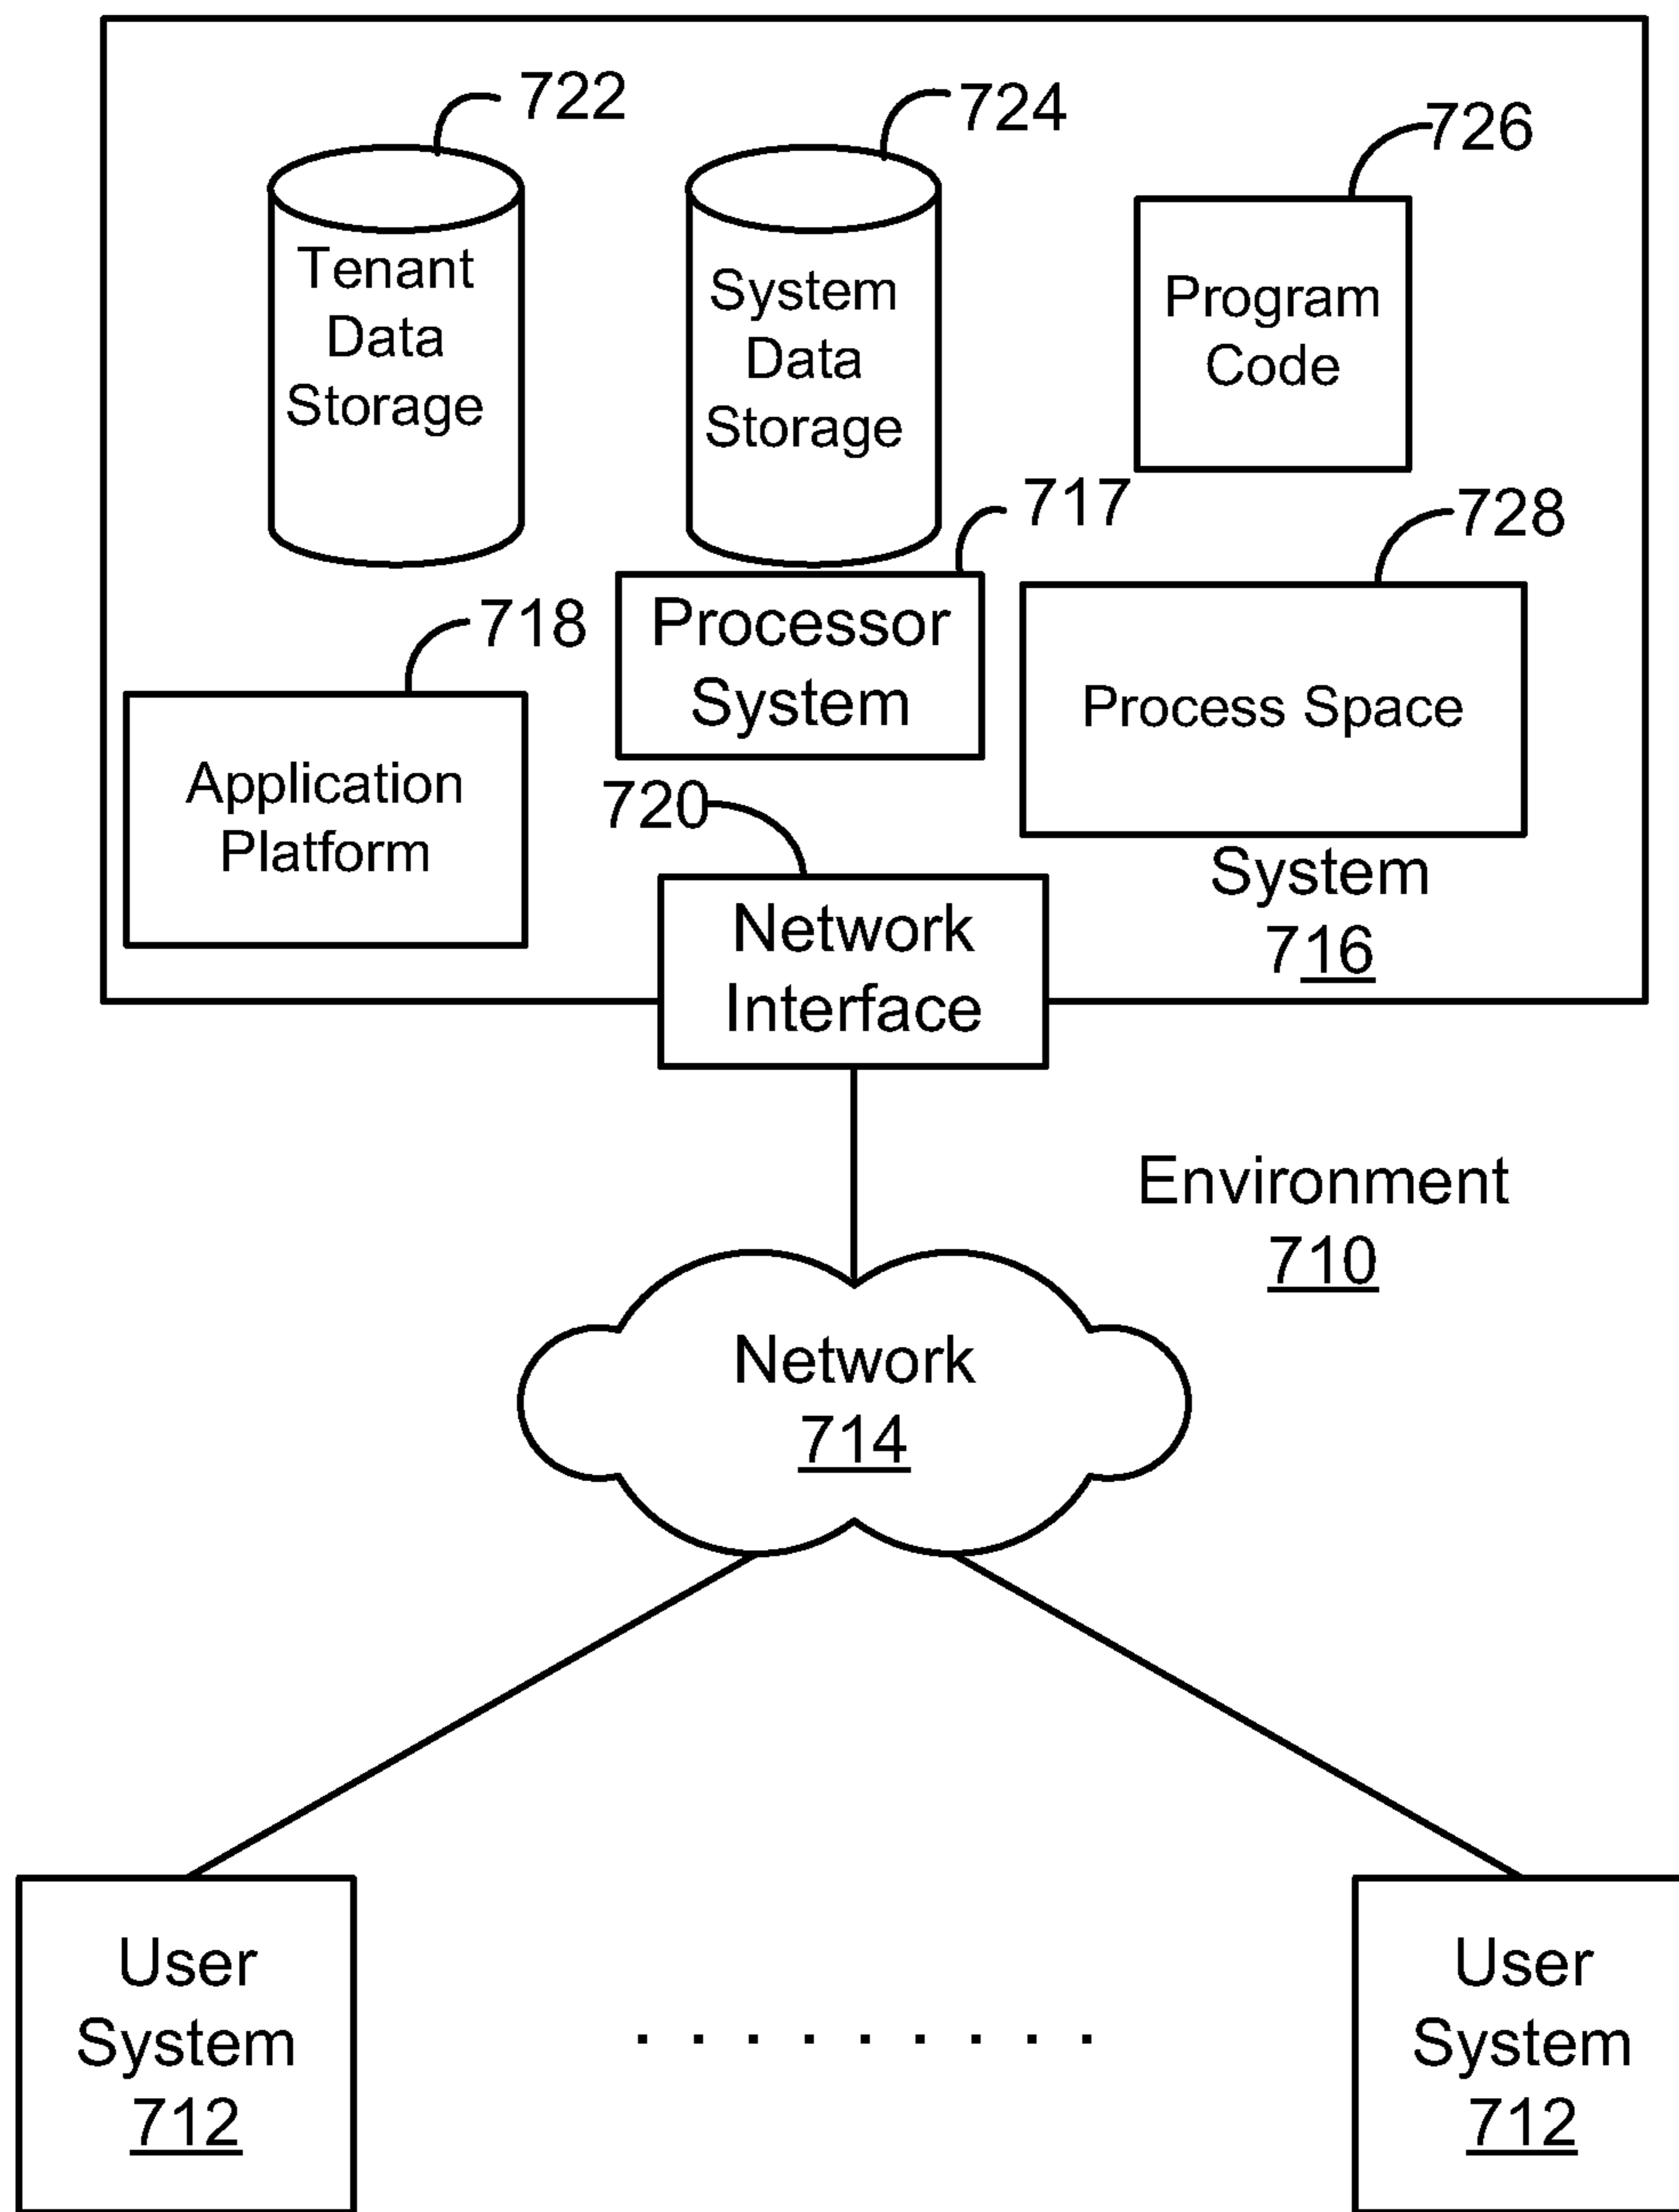 722
724
726
Tenant
Data
Storage
System
Data
Storage
Program
Code
717
728
718
Processor
System
Process Space
Application
Platform
720
System
716
Network
Interface
Environment
710
Network
714
User
System
712
. . . . . . . . .
User
System
712